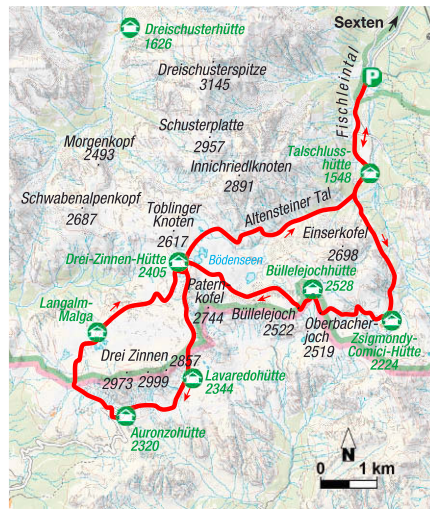 Sexten
Dreischusterhütte
1626
Fischleintal
P
Dreischusterspitze
3145
Schusterplatte
2957
Morgenkopf
2493
Talschluss-
hütte
1548
Innichriedlknoten
2891
Schwabenalpenkopf
2687
Toblinger
Knoten
2617
Altensteiner Tal
Einserkofel
2698
Drei-Zinnen-Hütte
2405
Bödenseen
Büllelejochhütte
2528
Patern-
kofel
2744
Langalm-
Malga
Büllelejoch
2522
Oberbacher-
joch
2519
Zsigmondy-
Comici-Hütte
2224
Drei Zinnen
2857
2973
2999
Lavaredohütte
2344
Auronzohütte
2320
N
0
1 km